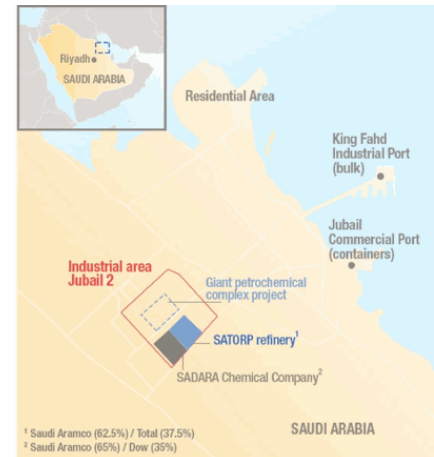 Riyadh
SAUDI ARABIA
Residential Area
King Fahd
Industrial Port
(bulk)
Jubail
Commercial Port
(containers)
Industrial area
Jubail 2
Giant petrochemical
complex project
SATORP refinery¹
SADARA Chemical Company²
SAUDI ARABIA
¹ Saudi Aramco (62.5%) / Total (37.5%)
² Saudi Aramco (65%) / Dow (35%)